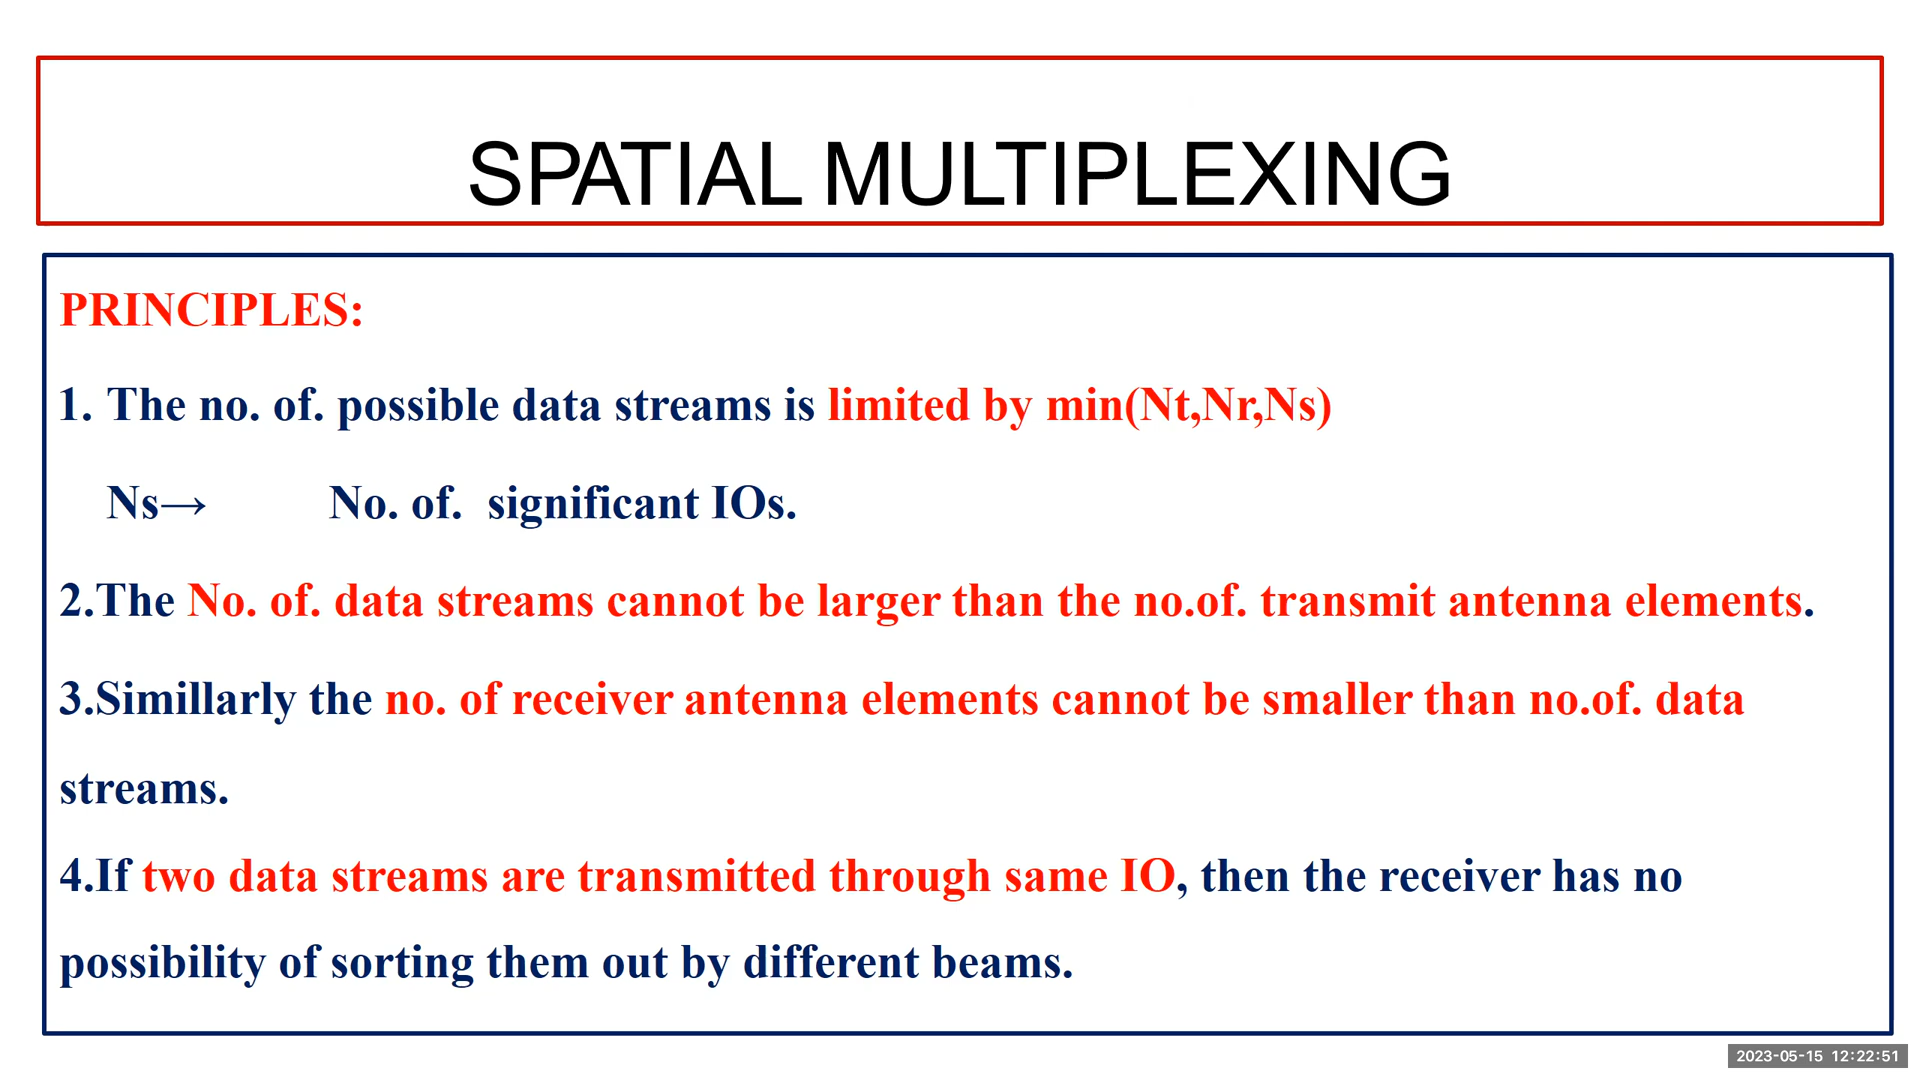 SPATIAL MULTIPLEXING
PRINCIPLES:
1. The no. of. possible data streams is limited by min(Nt,Nr,Ns)
Ns→ No. of. significant IOs.
2.The No. of. data streams cannot be larger than the no.of. transmit antenna elements.
3.Simillarly the no. of receiver antenna elements cannot be smaller than no.of. data
streams.
4.If two data streams are transmitted through same IO, then the receiver has no
possibility of sorting them out by different beams.
2023-05-15 12:22:51